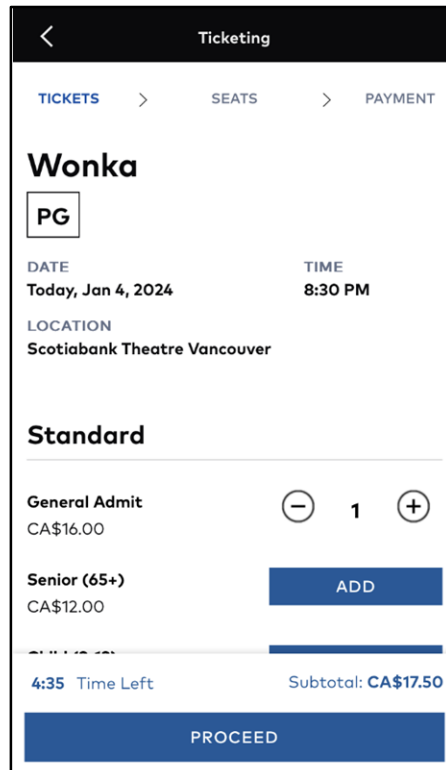 Ticketing
TICKETS > SEATS > PAYMENT
Wonka
PG
DATE TIME
Today, Jan 4, 2024 8:30 PM
LOCATION
Scotiabank Theatre Vancouver
Standard
General Admit 1
CA$16.00
Senior (65+) ADD
CA$12.00
4:35 Time Left Subtotal: CA$17.50
PROCEED